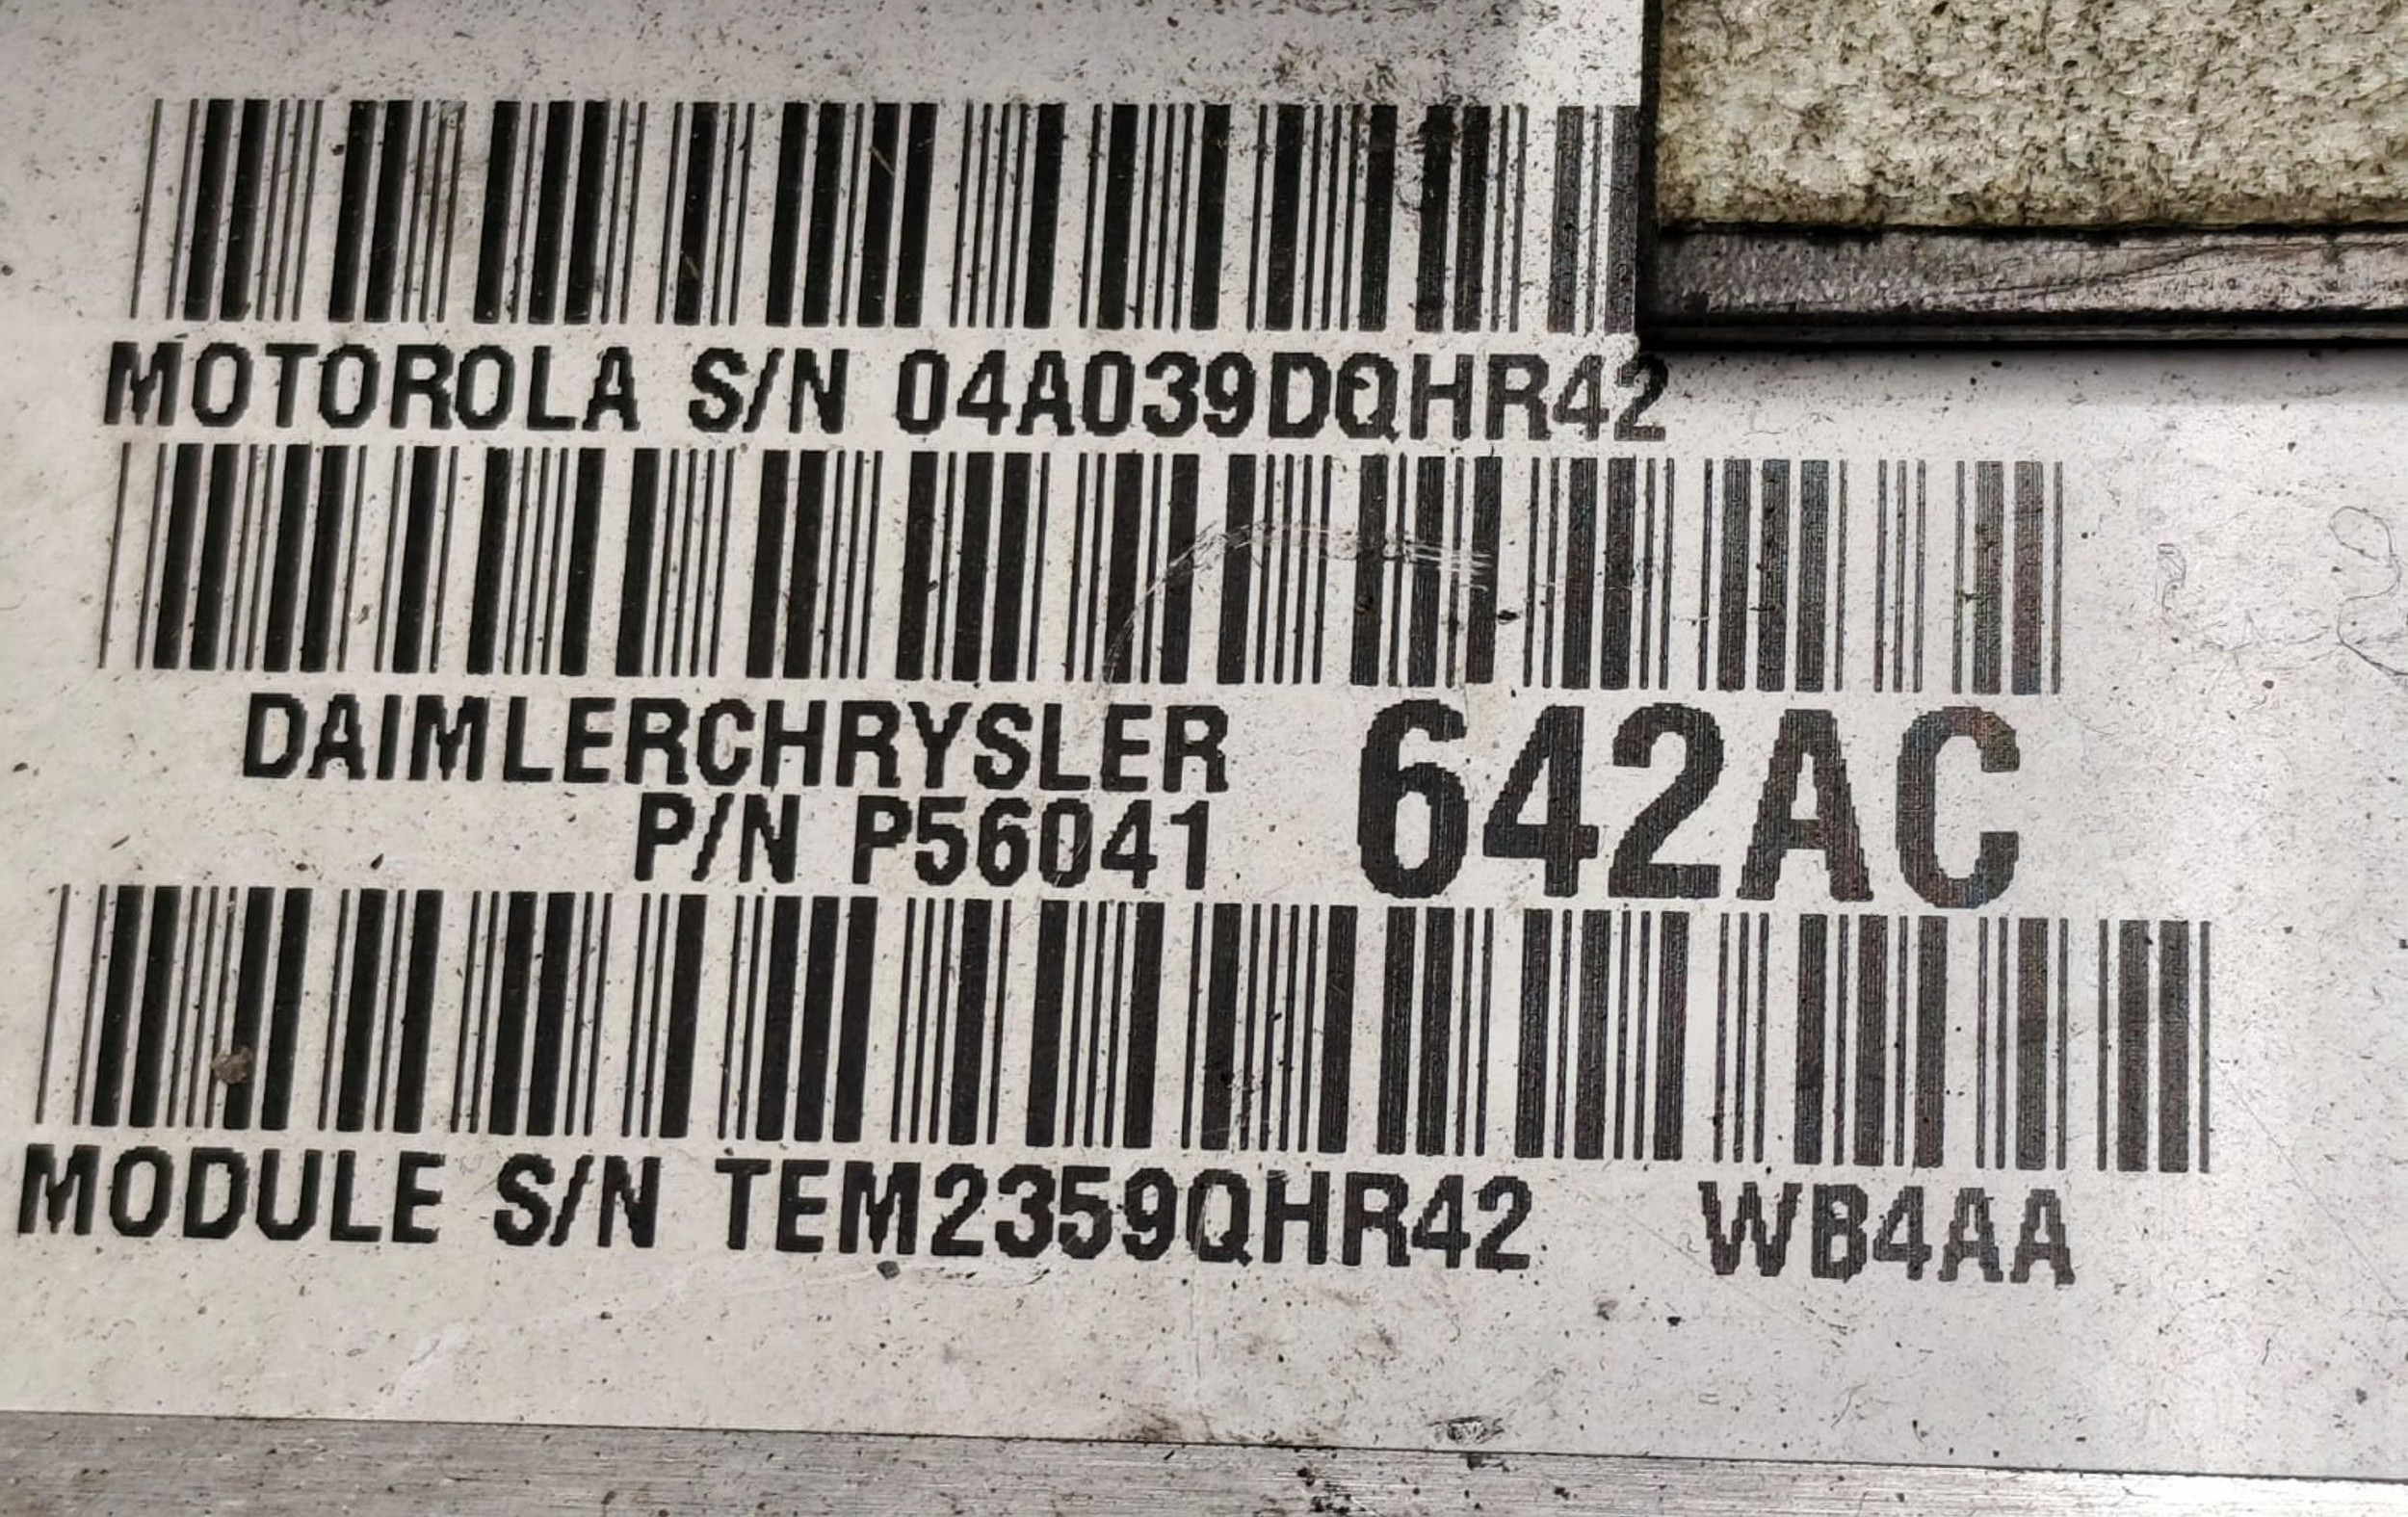 MOTOROLA S/N 04A039DQHR42
DAIMLERCHRYSLER 642AC
P/N P56041
MODULE S/N TEM2359QHR42 WB4AA